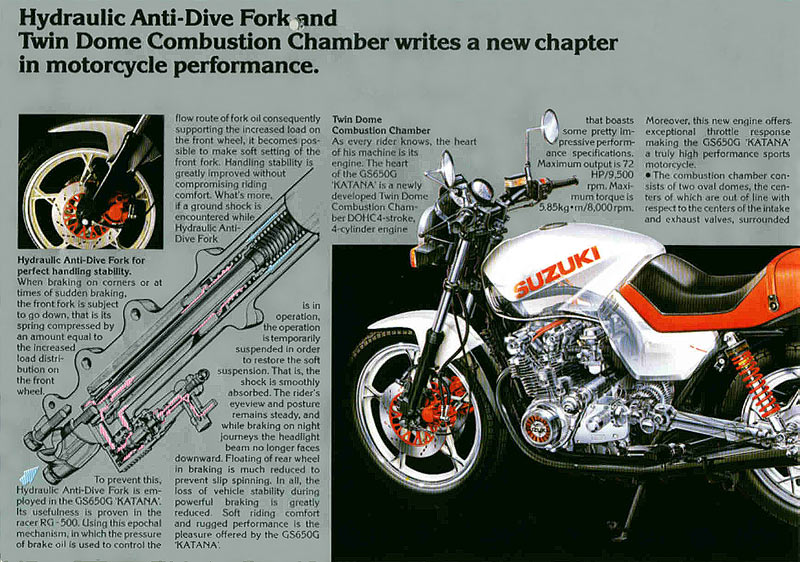 Hydraulic Anti-Dive Fork and
Twin Dome Combustion Chamber writes a new chapter
in motorcycle performance.
Hydraulic Anti-Dive Fork for
perfect handling stability.
When braking on corners or at
times of sudden braking,
the front fork is subject
to go down, that is its
spring compressed by
an amount equal to
the increased
load distri-
bution on
the front
wheel.
To prevent this,
Hydraulic Anti-Dive Fork is em-
ployed in the GS650G 'KATANA'.
Its usefulness is proven in the
racer RG-500. Using this epochal
mechanism, in which the pressure
of brake oil is used to control the
flow route of fork oil consequently
supporting the increased load on
the front wheel, it becomes pos-
sible to make soft setting of the
front fork. Handling stability is
greatly improved without
compromising riding
comfort. What's more,
if a ground shock is
encountered while
Hydraulic Anti-
Dive Fork
is in
operation,
the operation
is temporarily
suspended in order
to restore the soft
suspension. That is, the
shock is smoothly
absorbed. The rider's
eyeview and posture
remains steady, and
while braking on night
journeys the headlight
beam no longer faces
downward. Floating of rear wheel
in braking is much reduced to
prevent slip spinning. In all, the
loss of vehicle stability during
powerful braking is greatly
reduced. Soft riding comfort
and rugged performance is the
pleasure offered by the GS650G
'KATANA'.
Twin Dome
Combustion Chamber
As every rider knows, the heart
of his machine is its
engine. The heart
of the GS650G
'KATANA' is a newly
developed Twin Dome
Combustion Cham-
ber DOHC 4-stroke,
4-cylinder engine
that boasts
some pretty im-
pressive perform-
ance specifications.
Maximum output is 72
HP/9,500
rpm. Maxi-
mum torque is
5.85kg•m/8,000 rpm.
Moreover, this new engine offers
exceptional throttle response
making the GS650G 'KATANA'
a truly high performance sports
motorcycle.
● The combustion chamber con-
sists of two oval domes, the cen-
ters of which are out of line with
respect to the centers of the intake
and exhaust valves, surrounded
SUZUKI